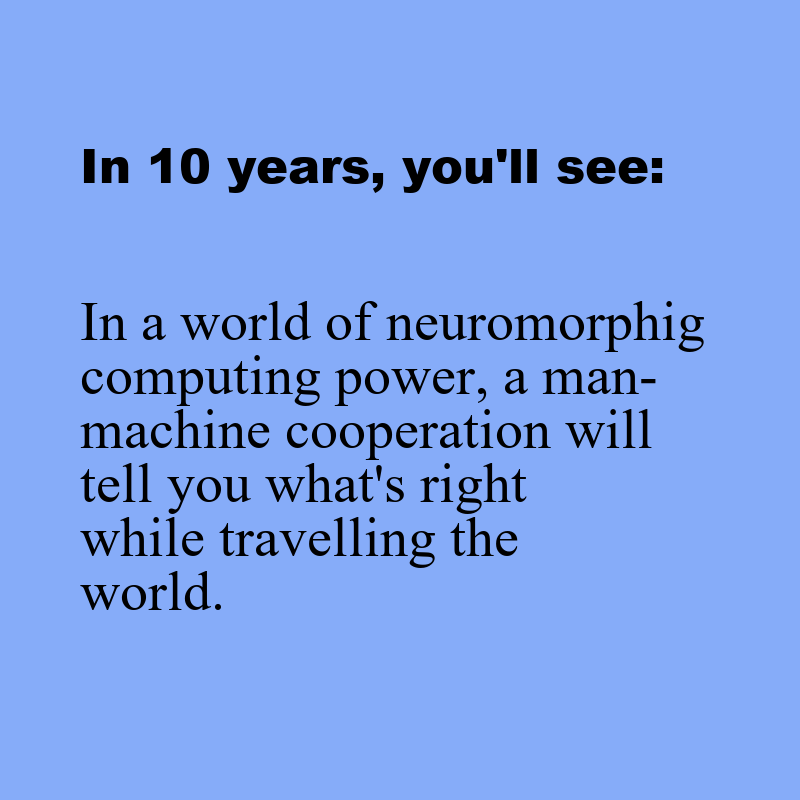 In 10 years, you'll see:
In a world of neuromorphig
computing power, a man-
machine cooperation will
tell you what's right
while travelling the
world.